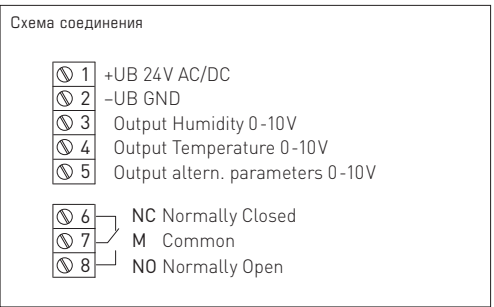 Схема соединения
1 +UB 24V AC/DC
2 –UB GND
3 Output Humidity 0-10V
4 Output Temperature 0-10V
5 Output altern. parameters 0-10V
6 NC Normally Closed
7 M Common
8 NO Normally Open